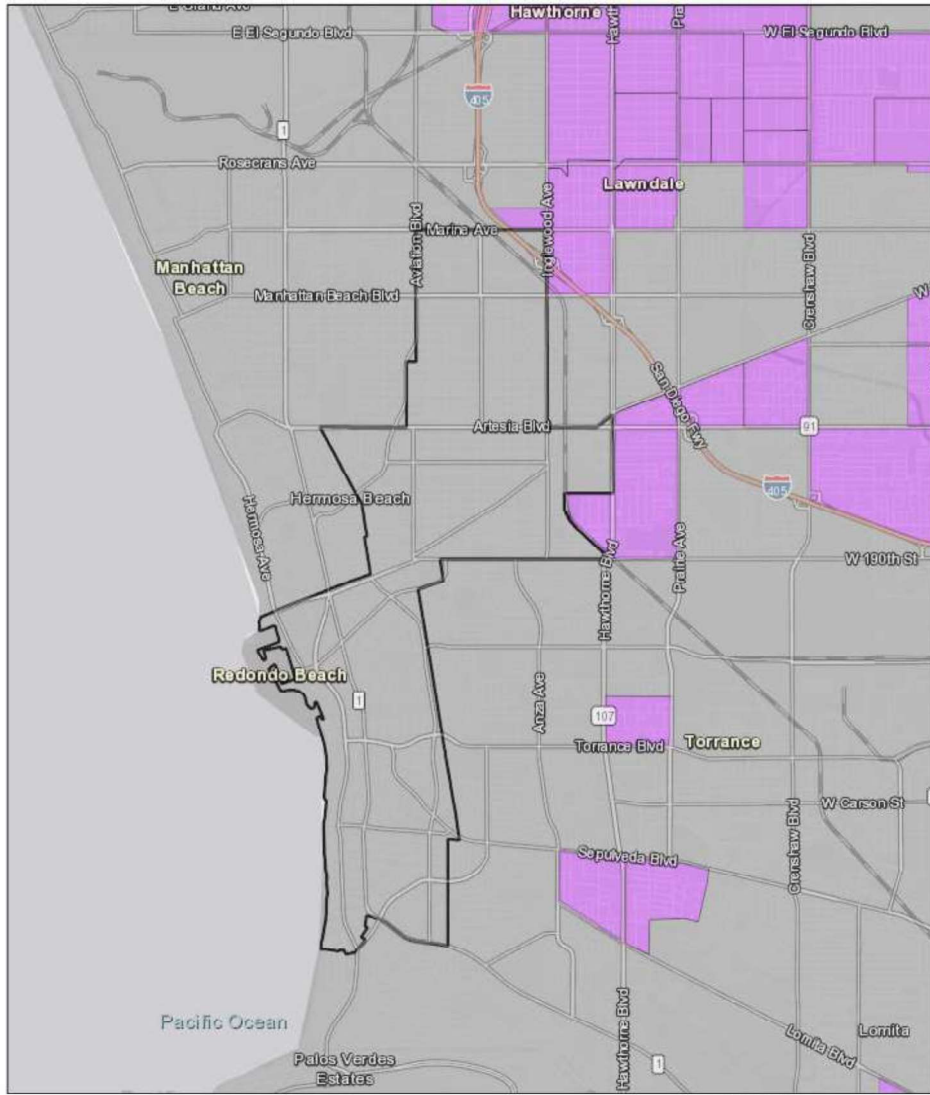 Hawthorne
E El Segundo Blvd
W El Segundo Blvd
405
1
Rosecrans Ave
Lawndale
Aviation Blvd
Inglewood Ave
Marine Ave
Crenshaw Blvd
Manhattan
Beach
Manhattan Beach Blvd
W
San Diego Fwy
Artesia Blvd
91
405
Hermosa Beach
Hermosa Ave
W 190th St
Hawthorne Blvd
Prairie Ave
Redondo Beach
1
Anza Ave
107
Torrance
Torrance Blvd
W Carson St
Crenshaw Blvd
Sepulveda Blvd
Pacific Ocean
Hawthorne Blvd
Lomita Blvd
Lomita
Palos Verdes
Estates
1